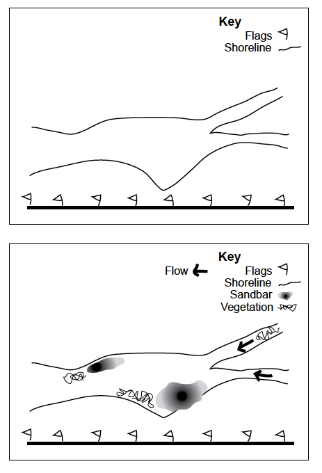 Key
Flags
Shoreline
Key
Flow Flags
Shoreline
Sandbar
Vegetation